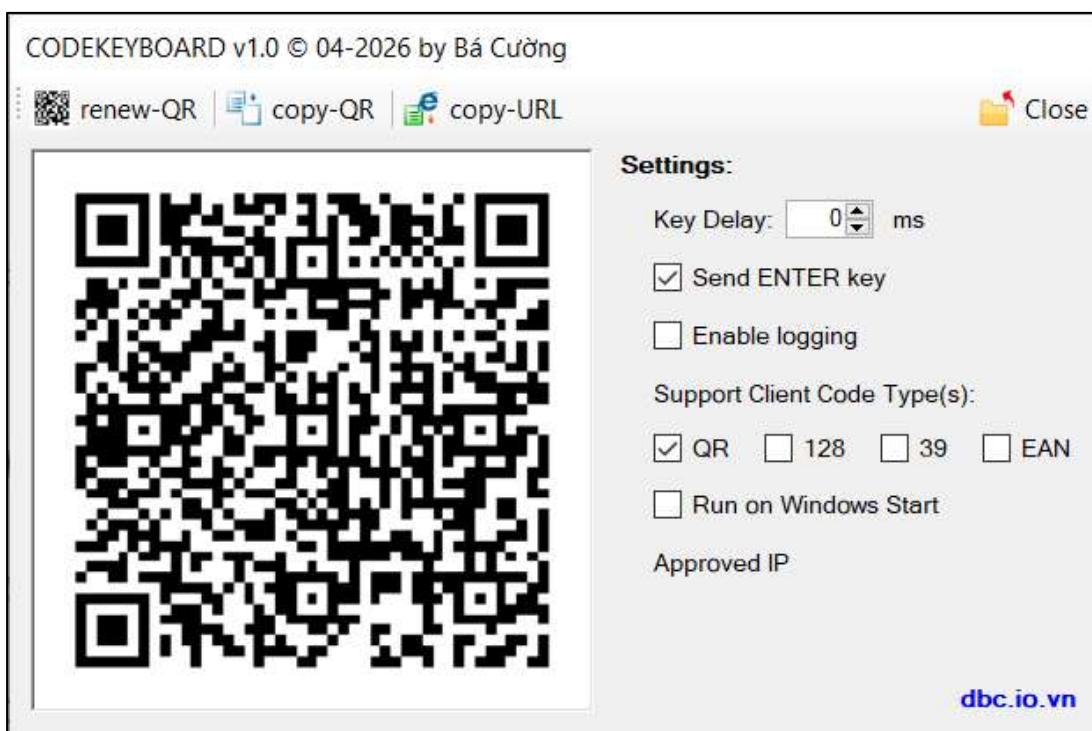 CODEKEYBOARD v1.0 © 04-2026 by Bá Cường
renew-QR copy-QR copy-URL Close
Settings:
Key Delay: 0 ms
Send ENTER key
Enable logging
Support Client Code Type(s):
QR 128 39 EAN
Run on Windows Start
Approved IP
dbc.io.vn